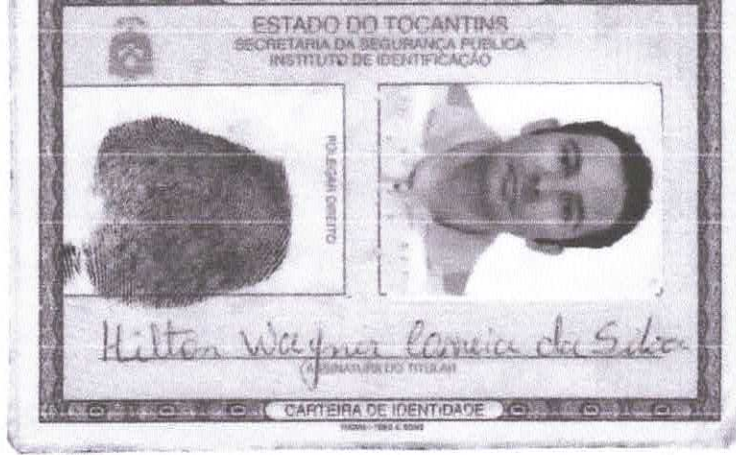 ESTADO DO TOCANTINS
SECRETARIA DA SEGURANÇA PÚBLICA
INSTITUTO DE IDENTIFICAÇÃO
POLEGAR DIREITO
Hilton Wagner Correia da Silva
ASSINATURA DO TITULAR
CARTEIRA DE IDENTIDADE